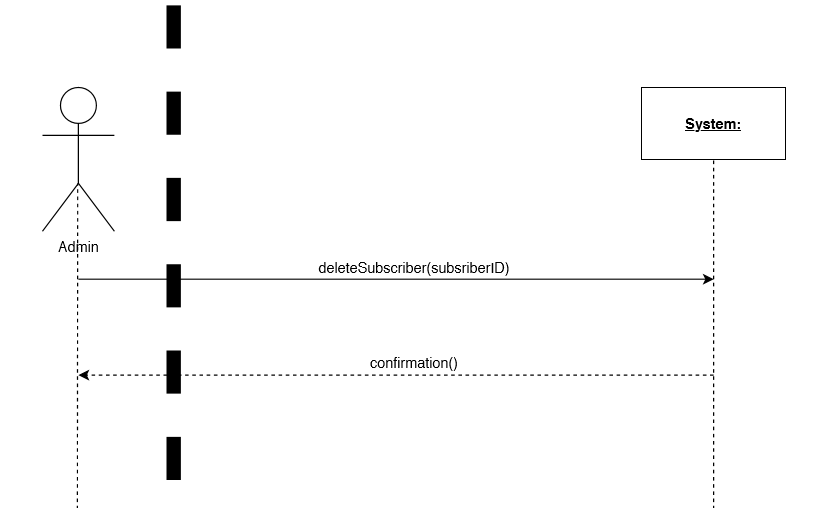 System:
Admin
deleteSubscriber(subsriberID)
confirmation()